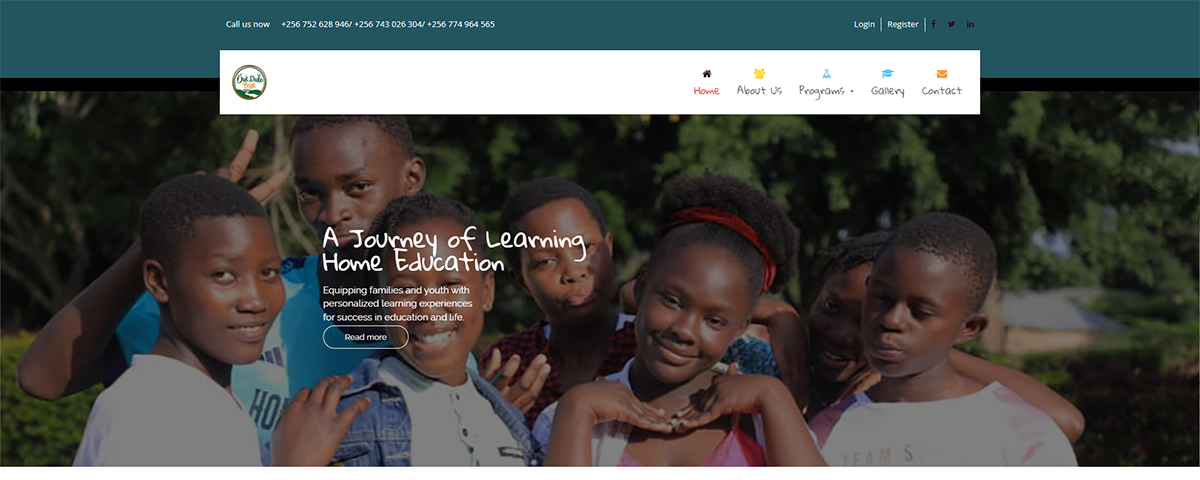 Call us now +256 752 628 946/ +256 743 026 304/ +256 774 964 565
Login Register
Home About Us Programs Gallery Contact
A Journey of Learning
Home Education
Equipping families and youth with
personalized learning experiences
for success in education and life.
Read more
HO
TEAM S